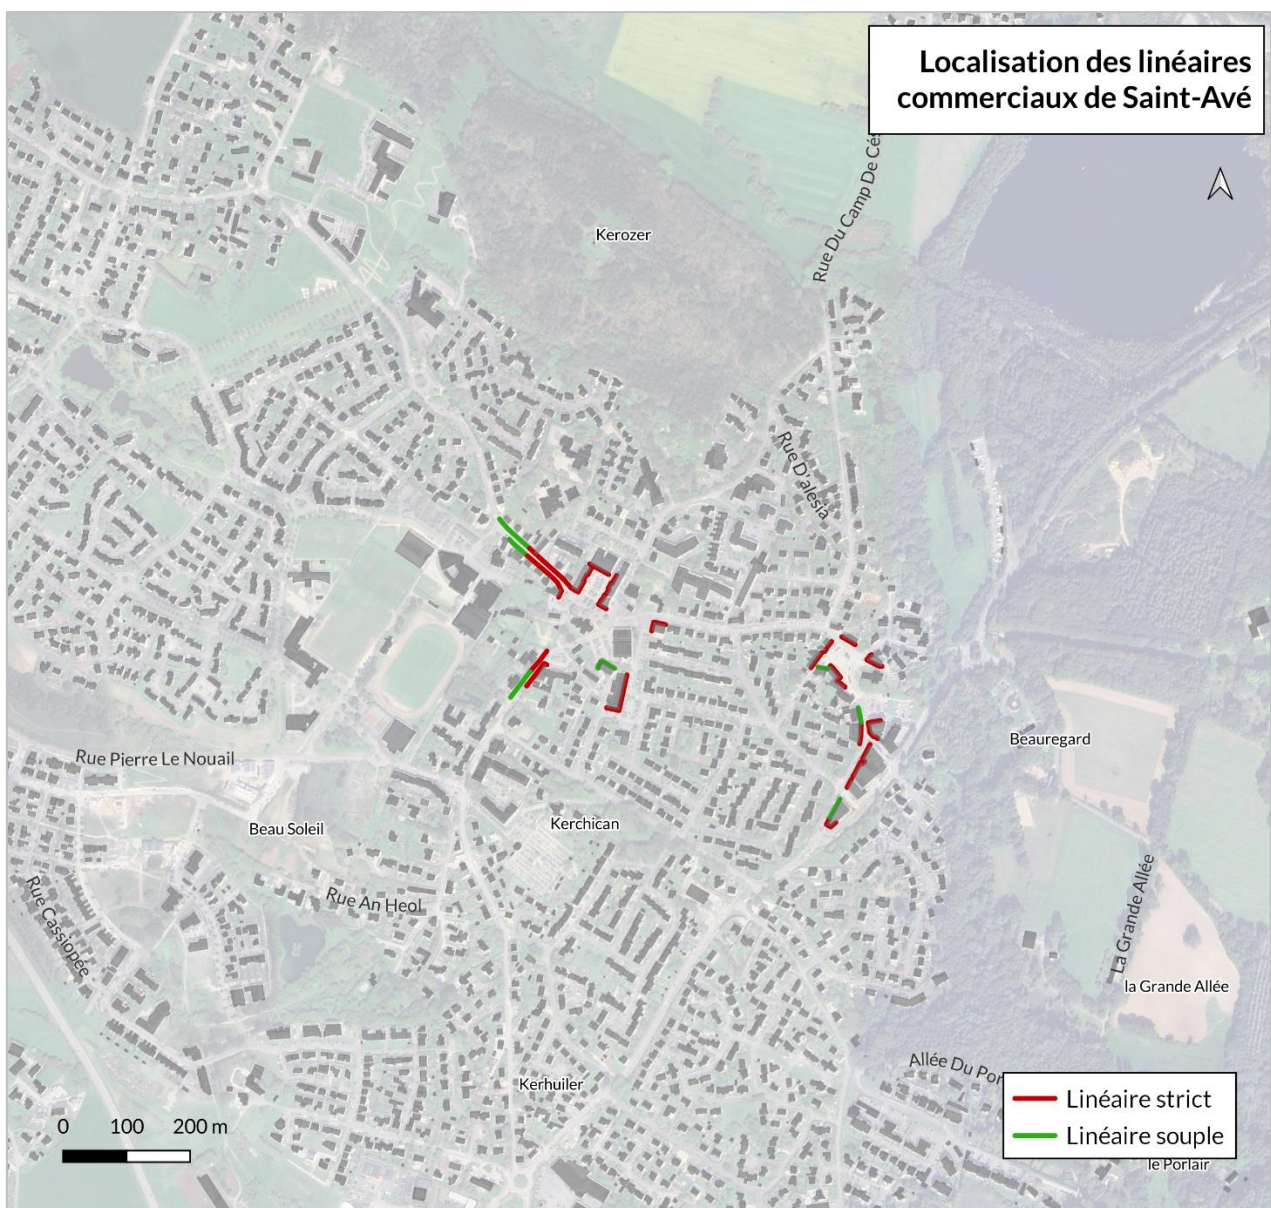 Localisation des linéaires
commerciaux de Saint-Avé
Rue Du Camp De Cés
Kerozer
Rue D'alesia
Rue Pierre Le Nouail
Beauregard
Beau Soleil
Kerchican
Rue An Heol
Rue Cassiopée
La Grande Allée
la Grande Allée
Allée Du Por
Kerhuiler
Linéaire strict
Linéaire souple
le Porlair
0 100 200 m